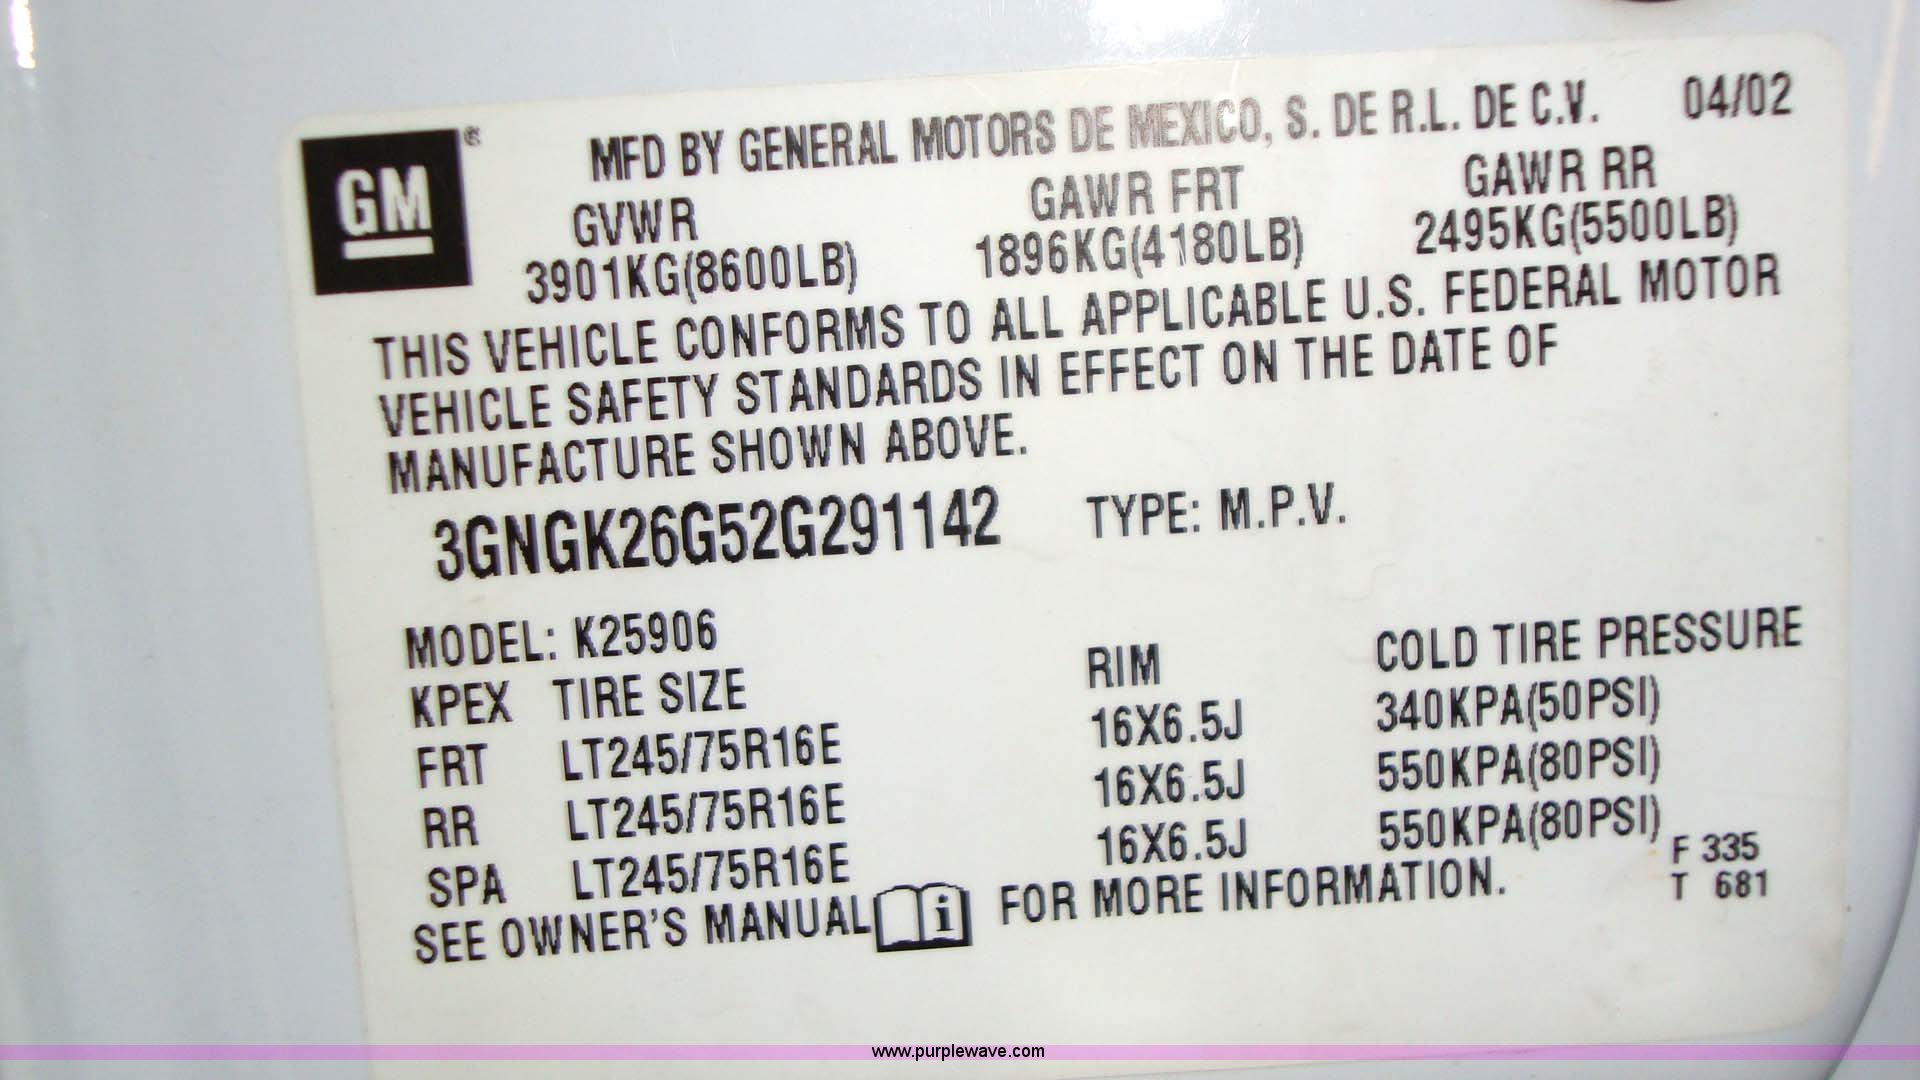 GM ®
MFD BY GENERAL MOTORS DE MEXICO, S. DE R.L. DE C.V. 04/02
GVWR GAWR FRT GAWR RR
3901KG(8600LB) 1896KG(4180LB) 2495KG(5500LB)
THIS VEHICLE CONFORMS TO ALL APPLICABLE U.S. FEDERAL MOTOR
VEHICLE SAFETY STANDARDS IN EFFECT ON THE DATE OF
MANUFACTURE SHOWN ABOVE.
3GNGK26G52G291142 TYPE: M.P.V.
MODEL: K25906
KPEX TIRE SIZE RIM COLD TIRE PRESSURE
FRT LT245/75R16E 16X6.5J 340KPA(50PSI)
RR LT245/75R16E 16X6.5J 550KPA(80PSI)
SPA LT245/75R16E 16X6.5J 550KPA(80PSI)
SEE OWNER'S MANUAL i FOR MORE INFORMATION.
F 335
T 681
www.purplewave.com